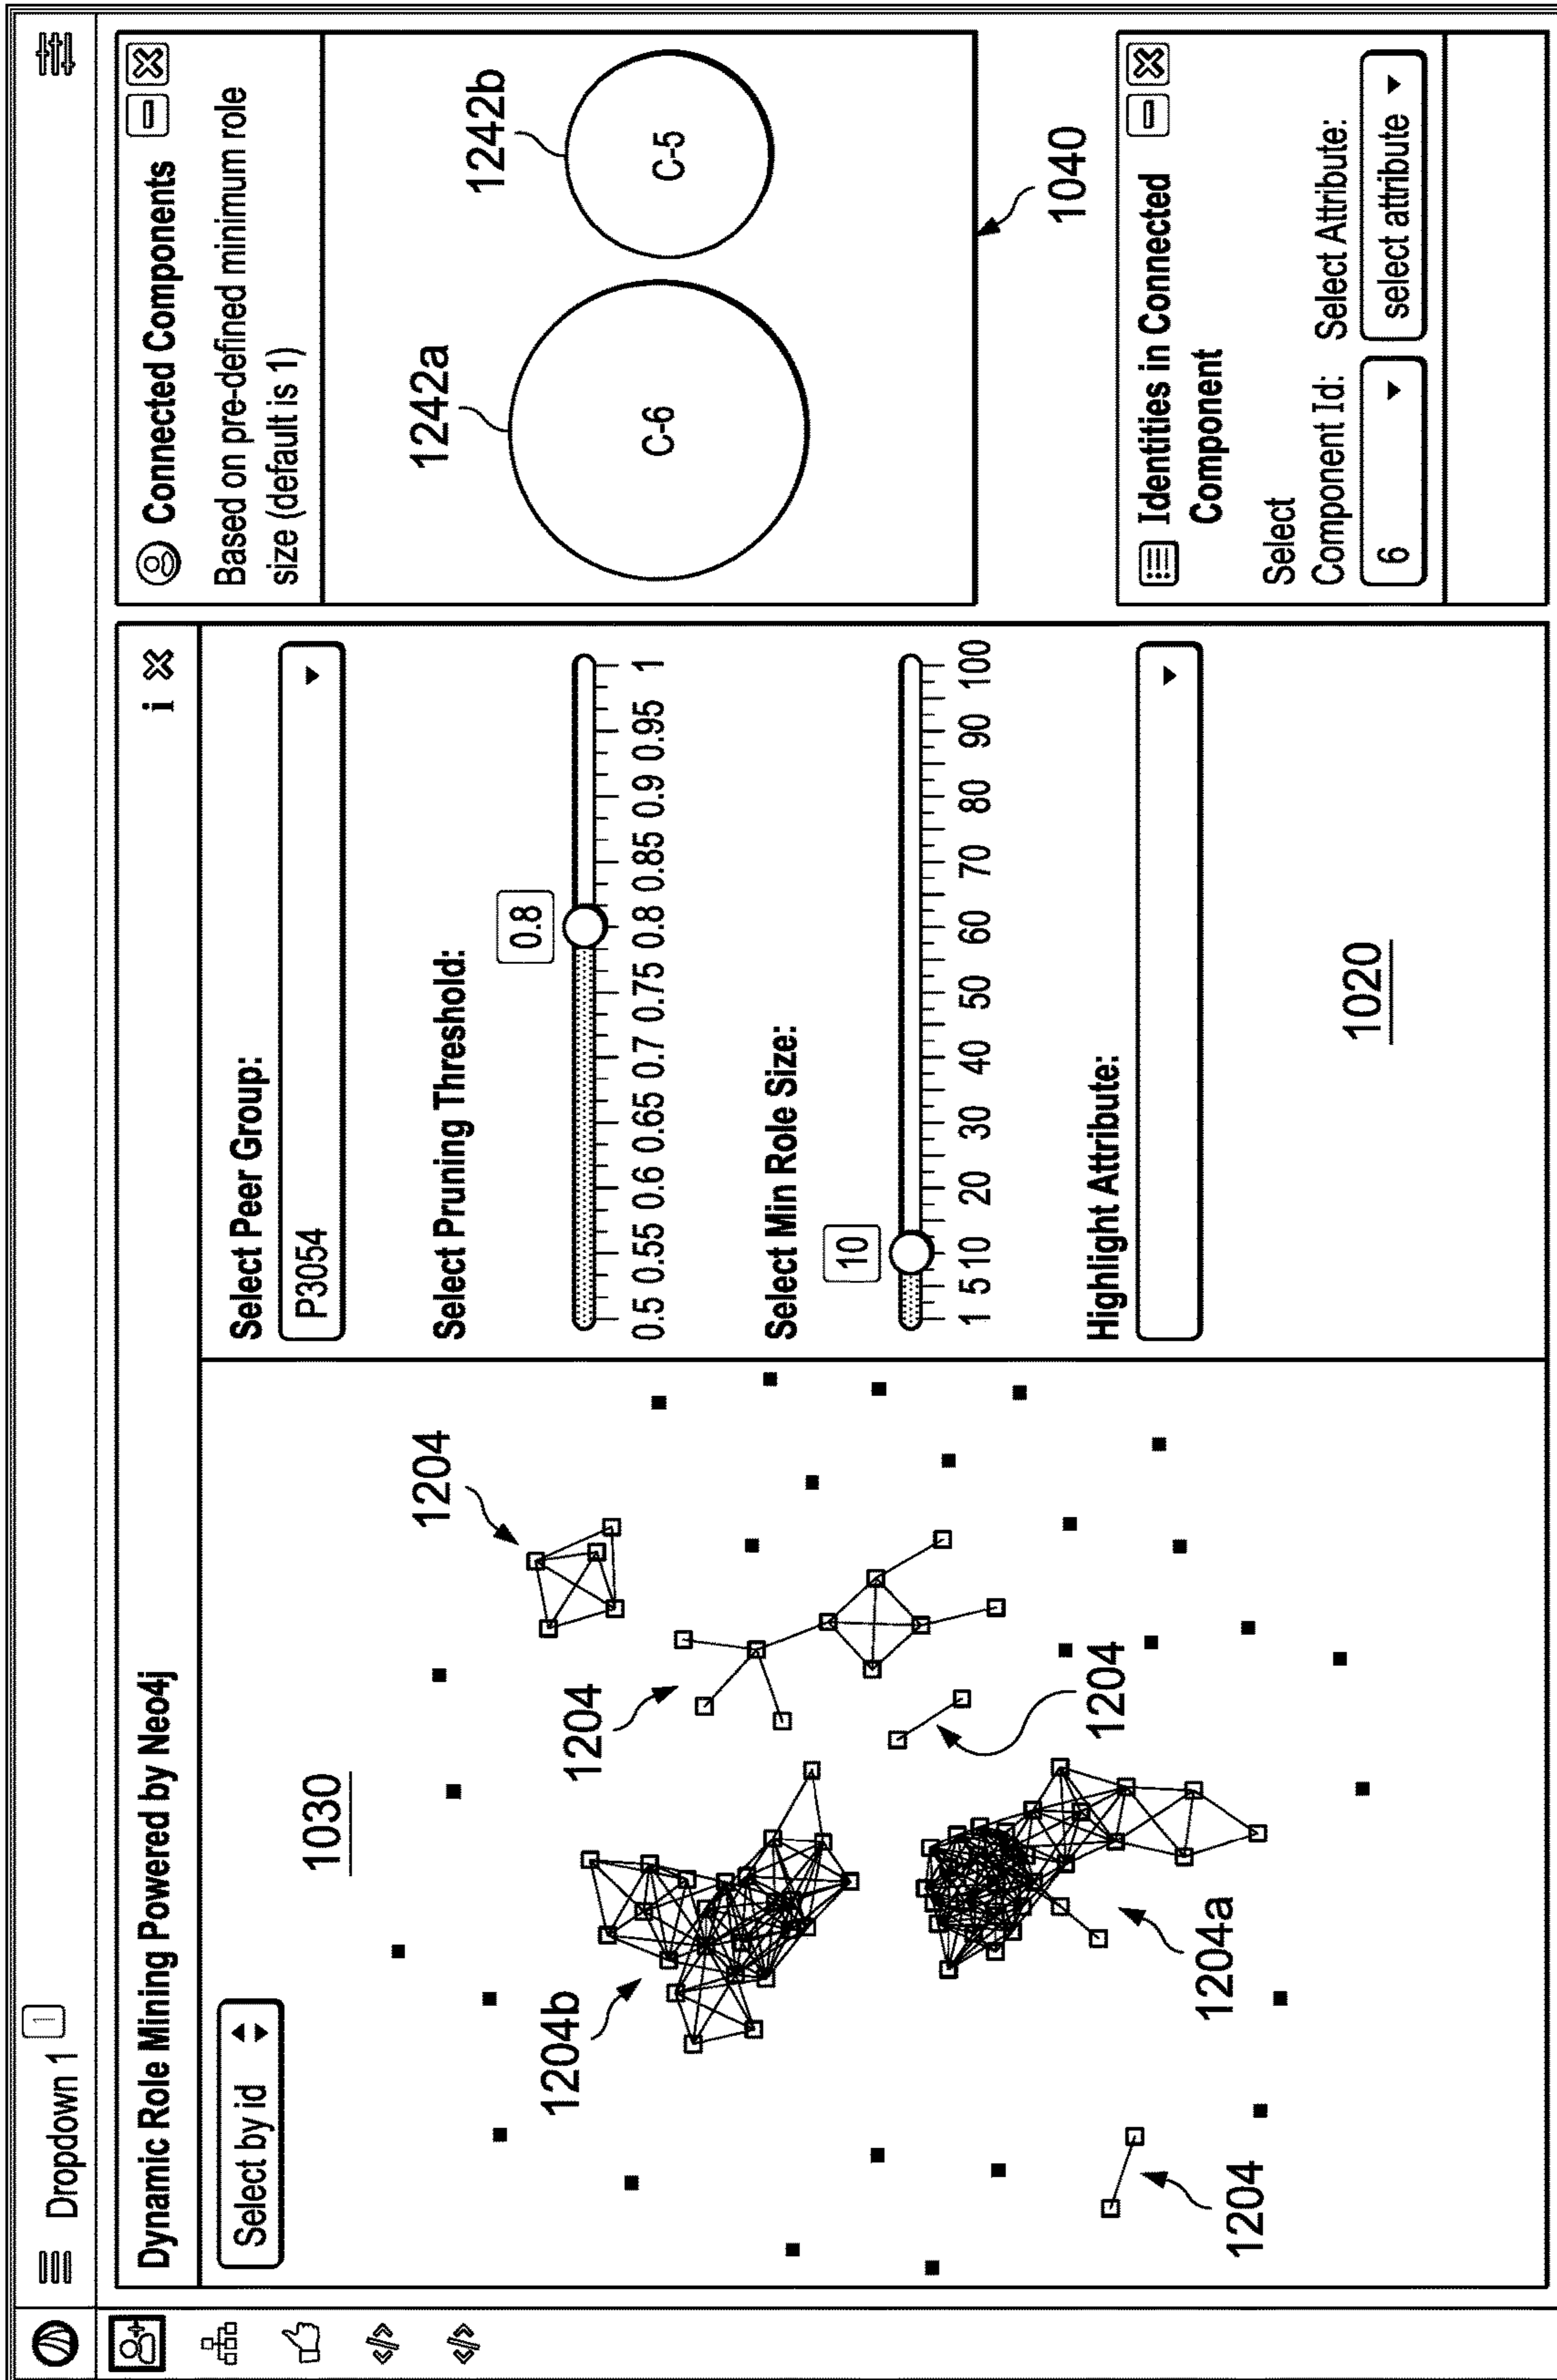 Dropdown 1 1
Dynamic Role Mining Powered by Neo4j
i
Select by id
1030
1204
1204
1204b
1204
1204a
1204
Select Peer Group:
P3054
Select Pruning Threshold:
0.8
0.5 0.55 0.6 0.65 0.7 0.75 0.8 0.85 0.9 0.95 1
Select Min Role Size:
10
1 5 10 20 30 40 50 60 70 80 90 100
Highlight Attribute:
1020
Connected Components
Based on pre-defined minimum role
size (default is 1)
1242a
1242b
C-6
C-5
1040
Identities in Connected
Component
Select
Component Id:
Select Attribute:
6
select attribute